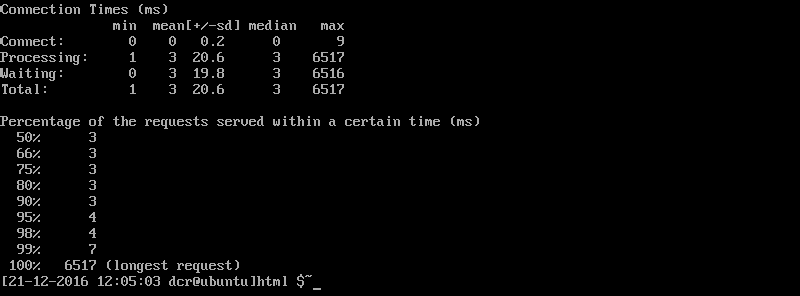 Connection Times (ms)
              min  mean[+/-sd] median   max
Connect:        0    0   0.2      0       9
Processing:     1    3  20.6      3    6517
Waiting:        0    3  19.8      3    6516
Total:          1    3  20.6      3    6517
Percentage of the requests served within a certain time (ms)
  50%      3
  66%      3
  75%      3
  80%      3
  90%      3
  95%      4
  98%      4
  99%      7
 100%   6517 (longest request)
[21-12-2016 12:05:03 dcr@ubuntu]html $~_